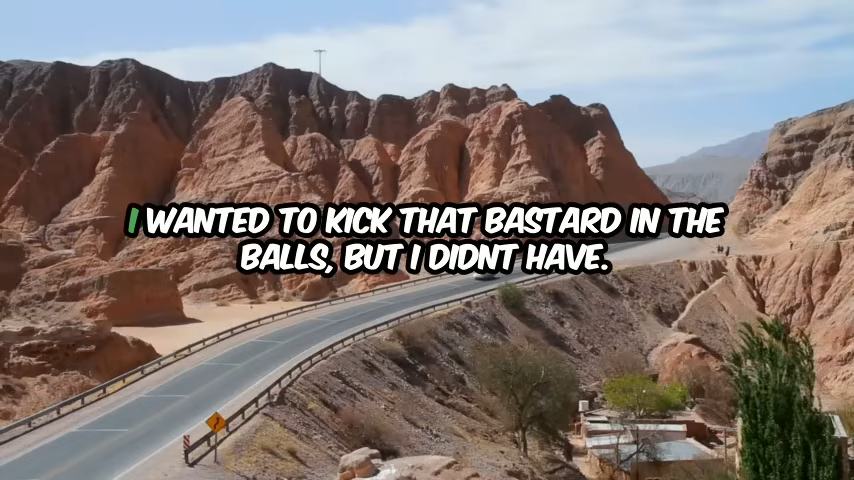 I WANTED TO KICK THAT BASTARD IN THE
BALLS, BUT I DIDNT HAVE.